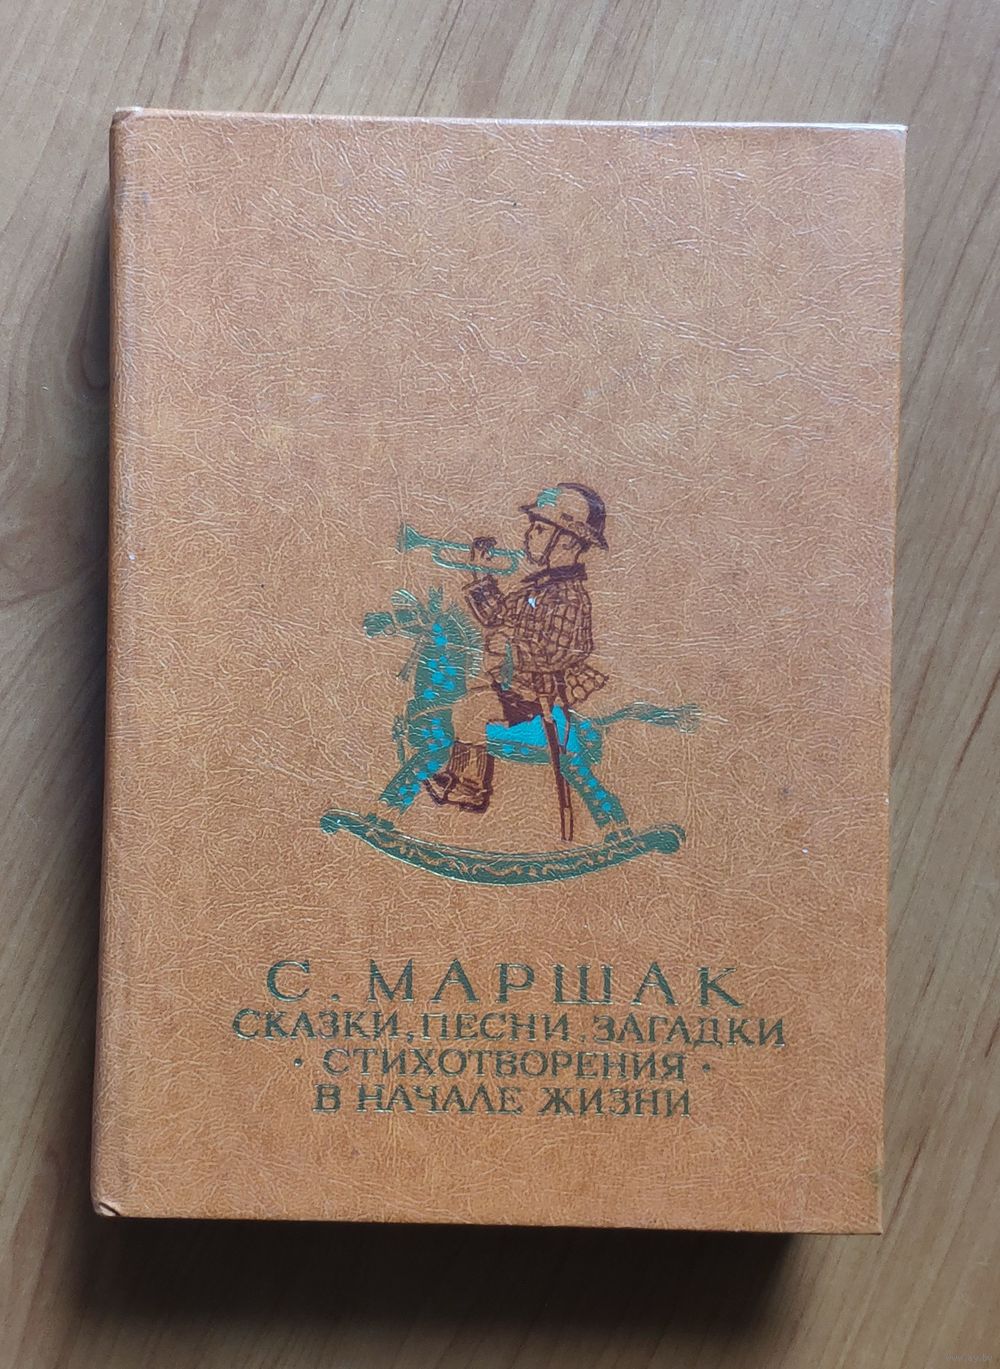 С. МАРШАК
СКАЗКИ, ПЕСНИ, ЗАГАДКИ
· СТИХОТВОРЕНИЯ ·
В НАЧАЛЕ ЖИЗНИ